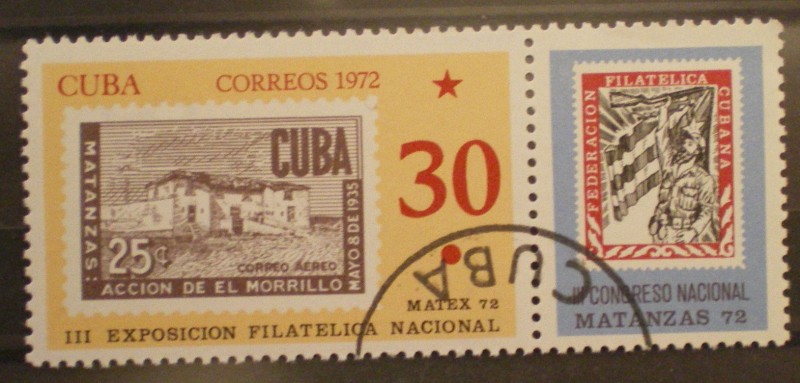 CUBA CORREOS 1972
MATANZAS:
CUBA
MAYO 8 DE 1935
25¢
CORREO AEREO
ACCION DE EL MORRILLO
30
MATEX 72
III EXPOSICION FILATELICA NACIONAL
FEDERACION
FILATELICA
CUBANA
III CONGRESO NACIONAL
MATANZAS 72
CUBA